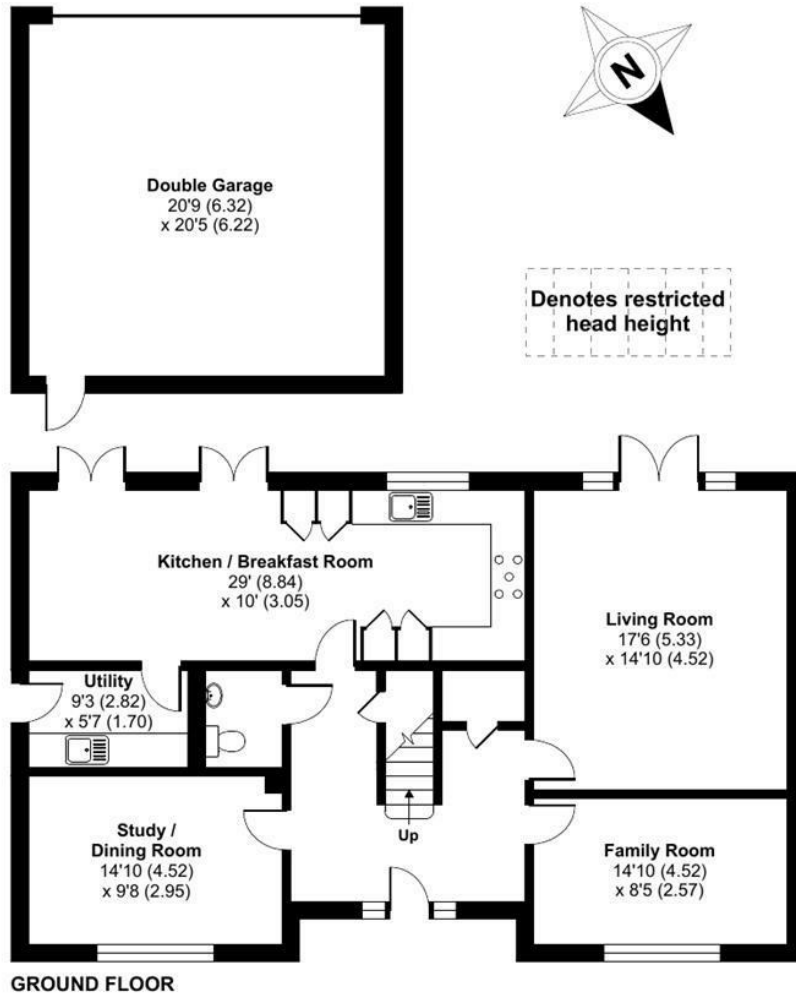 N
Double Garage
20'9 (6.32)
x 20'5 (6.22)
Denotes restricted
head height
Kitchen / Breakfast Room
29' (8.84)
x 10' (3.05)
Living Room
17'6 (5.33)
x 14'10 (4.52)
Utility
9'3 (2.82)
x 5'7 (1.70)
Up
Study /
Dining Room
14'10 (4.52)
x 9'8 (2.95)
Family Room
14'10 (4.52)
x 8'5 (2.57)
GROUND FLOOR